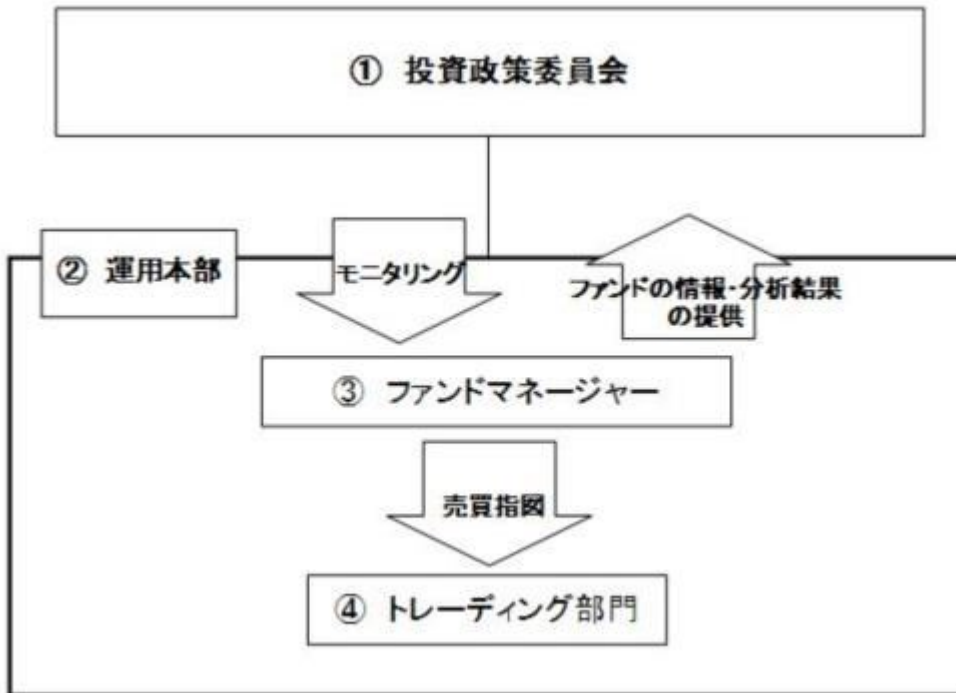 ① 投資政策委員会
② 運用本部
モニタリング
ファンドの情報･分析結果
の提供
③ ファンドマネージャー
売買指図
④ トレーディング部門